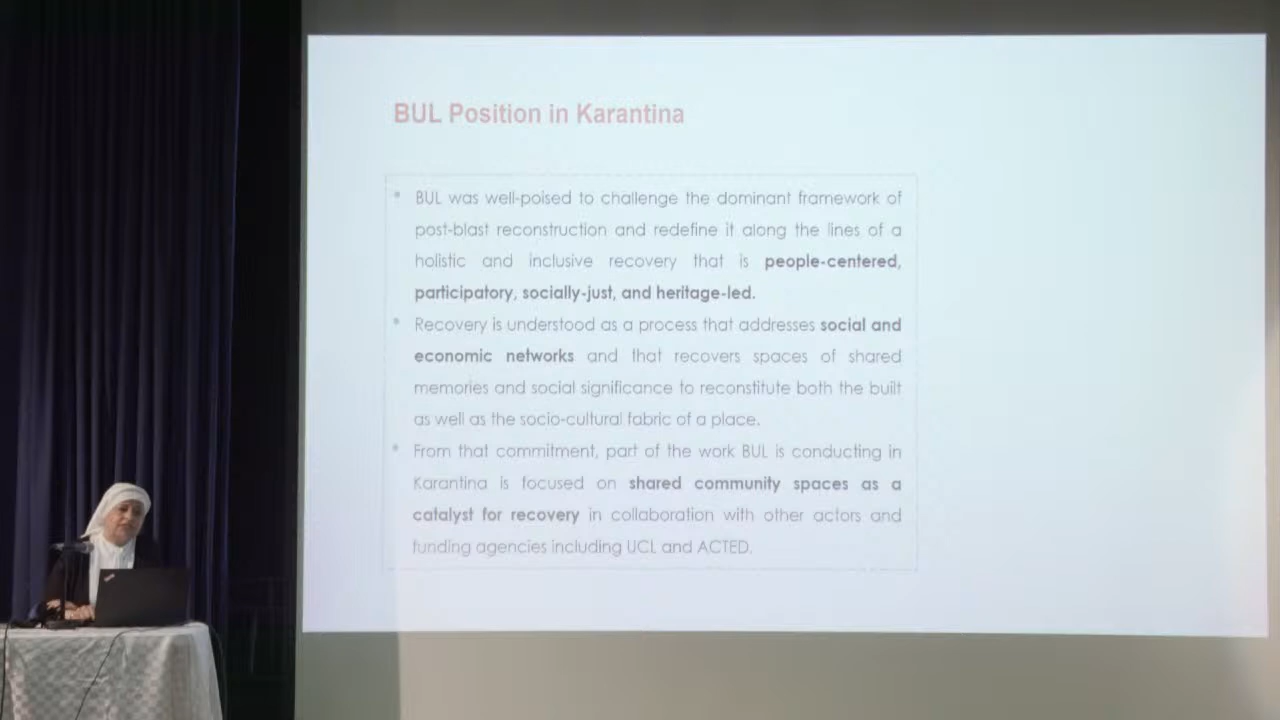 BUL Position in Karantina
• BUL was well-poised to challenge the dominant framework of
post-blast reconstruction and redefine it along the lines of a
holistic and inclusive recovery that is people-centered,
participatory, socially-just, and heritage-led.
• Recovery is understood as a process that addresses social and
economic networks and that recovers spaces of shared
memories and social significance to reconstitute both the built
as well as the socio-cultural fabric of a place.
• From that commitment, part of the work BUL is conducting in
Karantina is focused on shared community spaces as a
catalyst for recovery in collaboration with other actors and
funding agencies including UCL and ACTED.